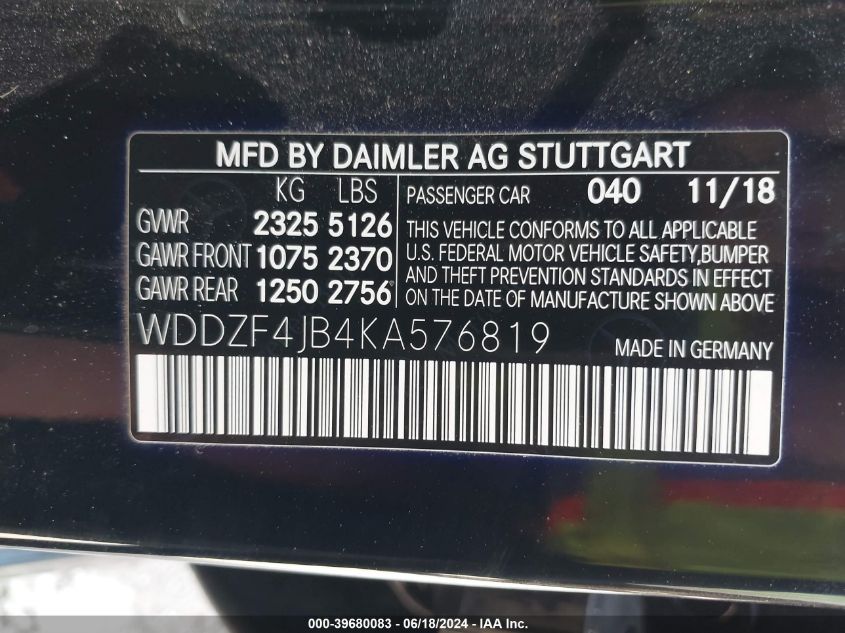 MFD BY DAIMLER AG STUTTGART
KG LBS
GVWR 2325 5126
GAWR FRONT 1075 2370
GAWR REAR 1250 2756
PASSENGER CAR 040 11/18
THIS VEHICLE CONFORMS TO ALL APPLICABLE
U.S. FEDERAL MOTOR VEHICLE SAFETY,BUMPER
AND THEFT PREVENTION STANDARDS IN EFFECT
ON THE DATE OF MANUFACTURE SHOWN ABOVE
WDDZF4JB4KA576819
MADE IN GERMANY
000-39680083 - 06/18/2024 - IAA Inc.